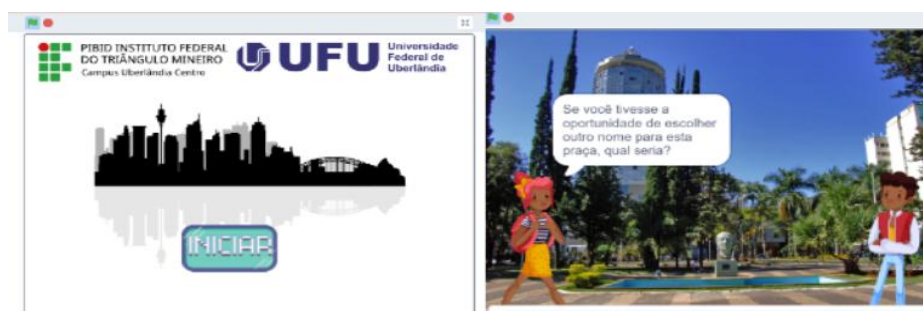 PIBID INSTITUTO FEDERAL
DO TRIÂNGULO MINEIRO
Campus Uberlândia Centro
UFU
Universidade
Federal de
Uberlândia
INICIAR
Se você tivesse a
oportunidade de escolher
outro nome para esta
praça, qual seria?